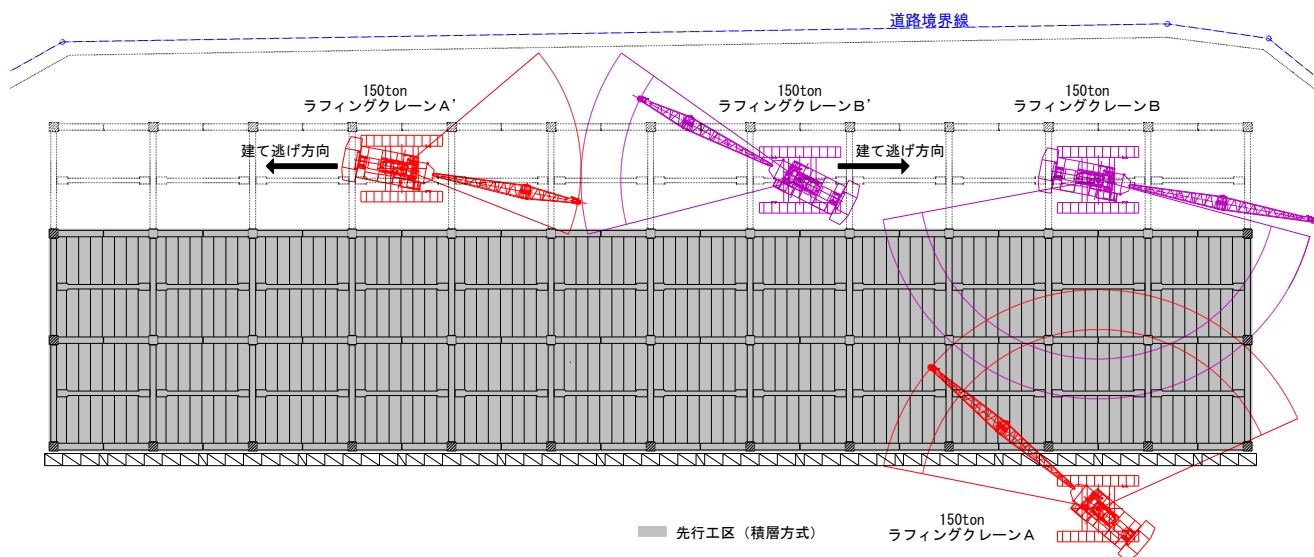 道路境界線
150ton
ラフィングクレーンA'
150ton
ラフィングクレーンB'
150ton
ラフィングクレーンB
建て逃げ方向
建て逃げ方向
150ton
ラフィングクレーンA
先行工区（積層方式）